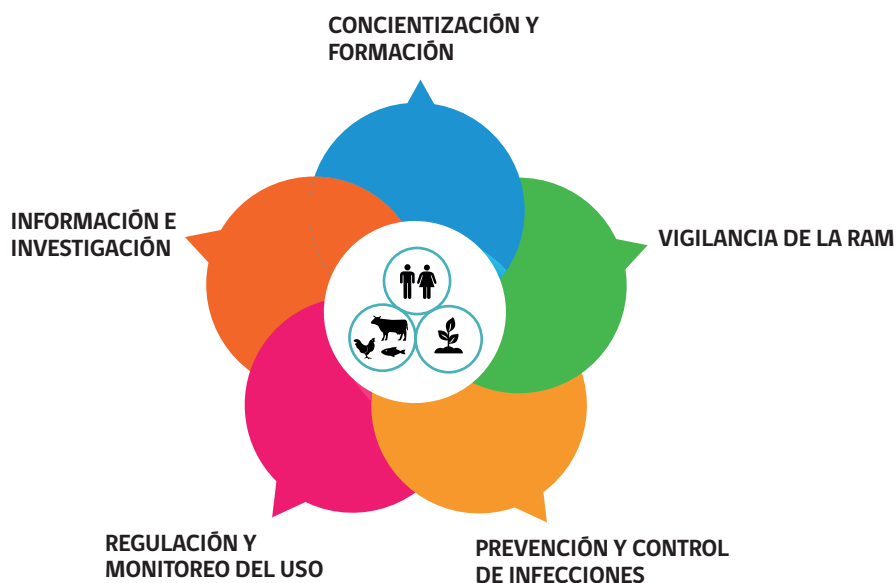 CONCIENTIZACIÓN Y
FORMACIÓN
INFORMACIÓN E
INVESTIGACIÓN
VIGILANCIA DE LA RAM
REGULACIÓN Y
MONITOREO DEL USO
PREVENCIÓN Y CONTROL
DE INFECCIONES